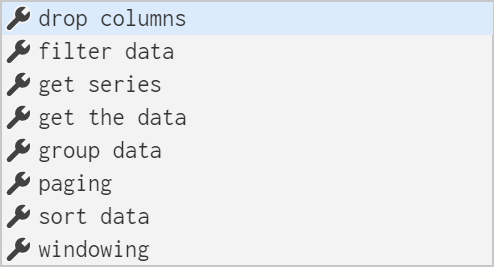 drop columns
filter data
get series
get the data
group data
paging
sort data
windowing